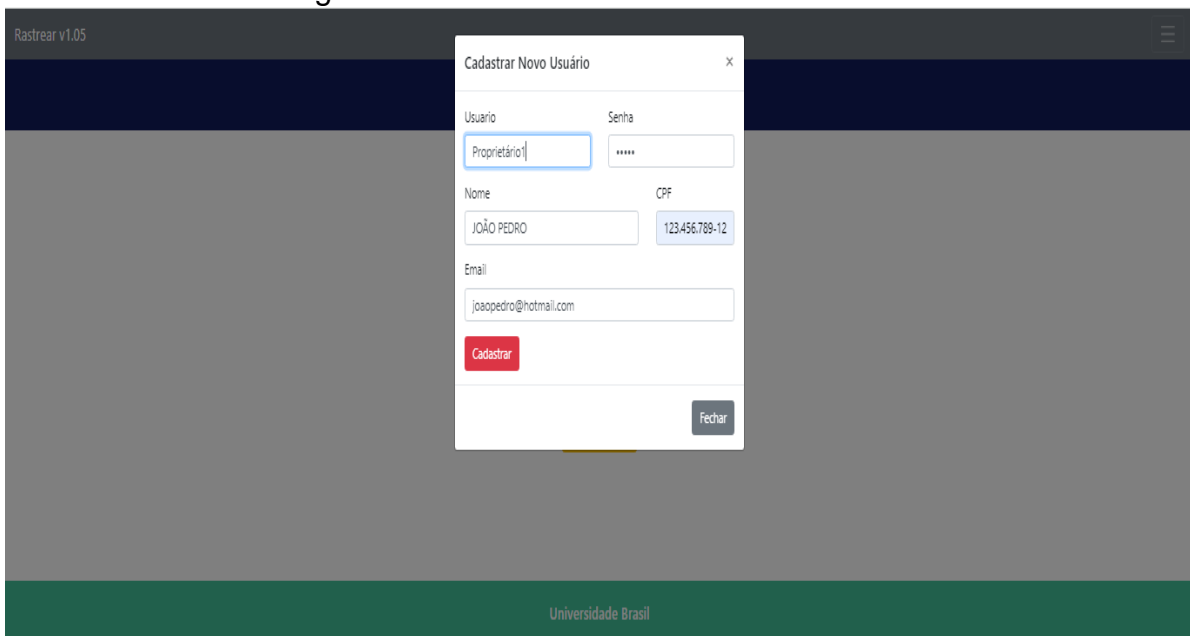 Rastrear v1.05
Cadastrar Novo Usuário ×
Usuario Senha
Proprietário1 •••••
Nome CPF
JOÃO PEDRO 123.456.789-12
Email
joaopedro@hotmail.com
Cadastrar
Fechar
Universidade Brasil